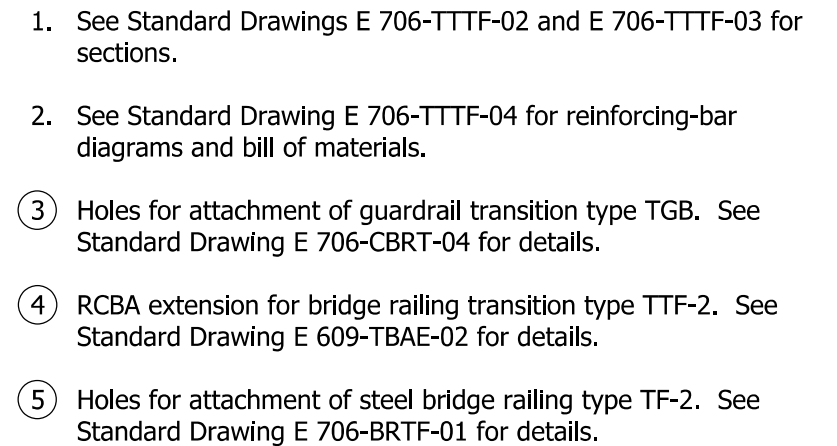 1. See Standard Drawings E 706-TTTF-02 and E 706-TTTF-03 for
sections.
2. See Standard Drawing E 706-TTTF-04 for reinforcing-bar
diagrams and bill of materials.
3 Holes for attachment of guardrail transition type TGB. See
Standard Drawing E 706-CBRT-04 for details.
4 RCBA extension for bridge railing transition type TTF-2. See
Standard Drawing E 609-TBAE-02 for details.
5 Holes for attachment of steel bridge railing type TF-2. See
Standard Drawing E 706-BRTF-01 for details.